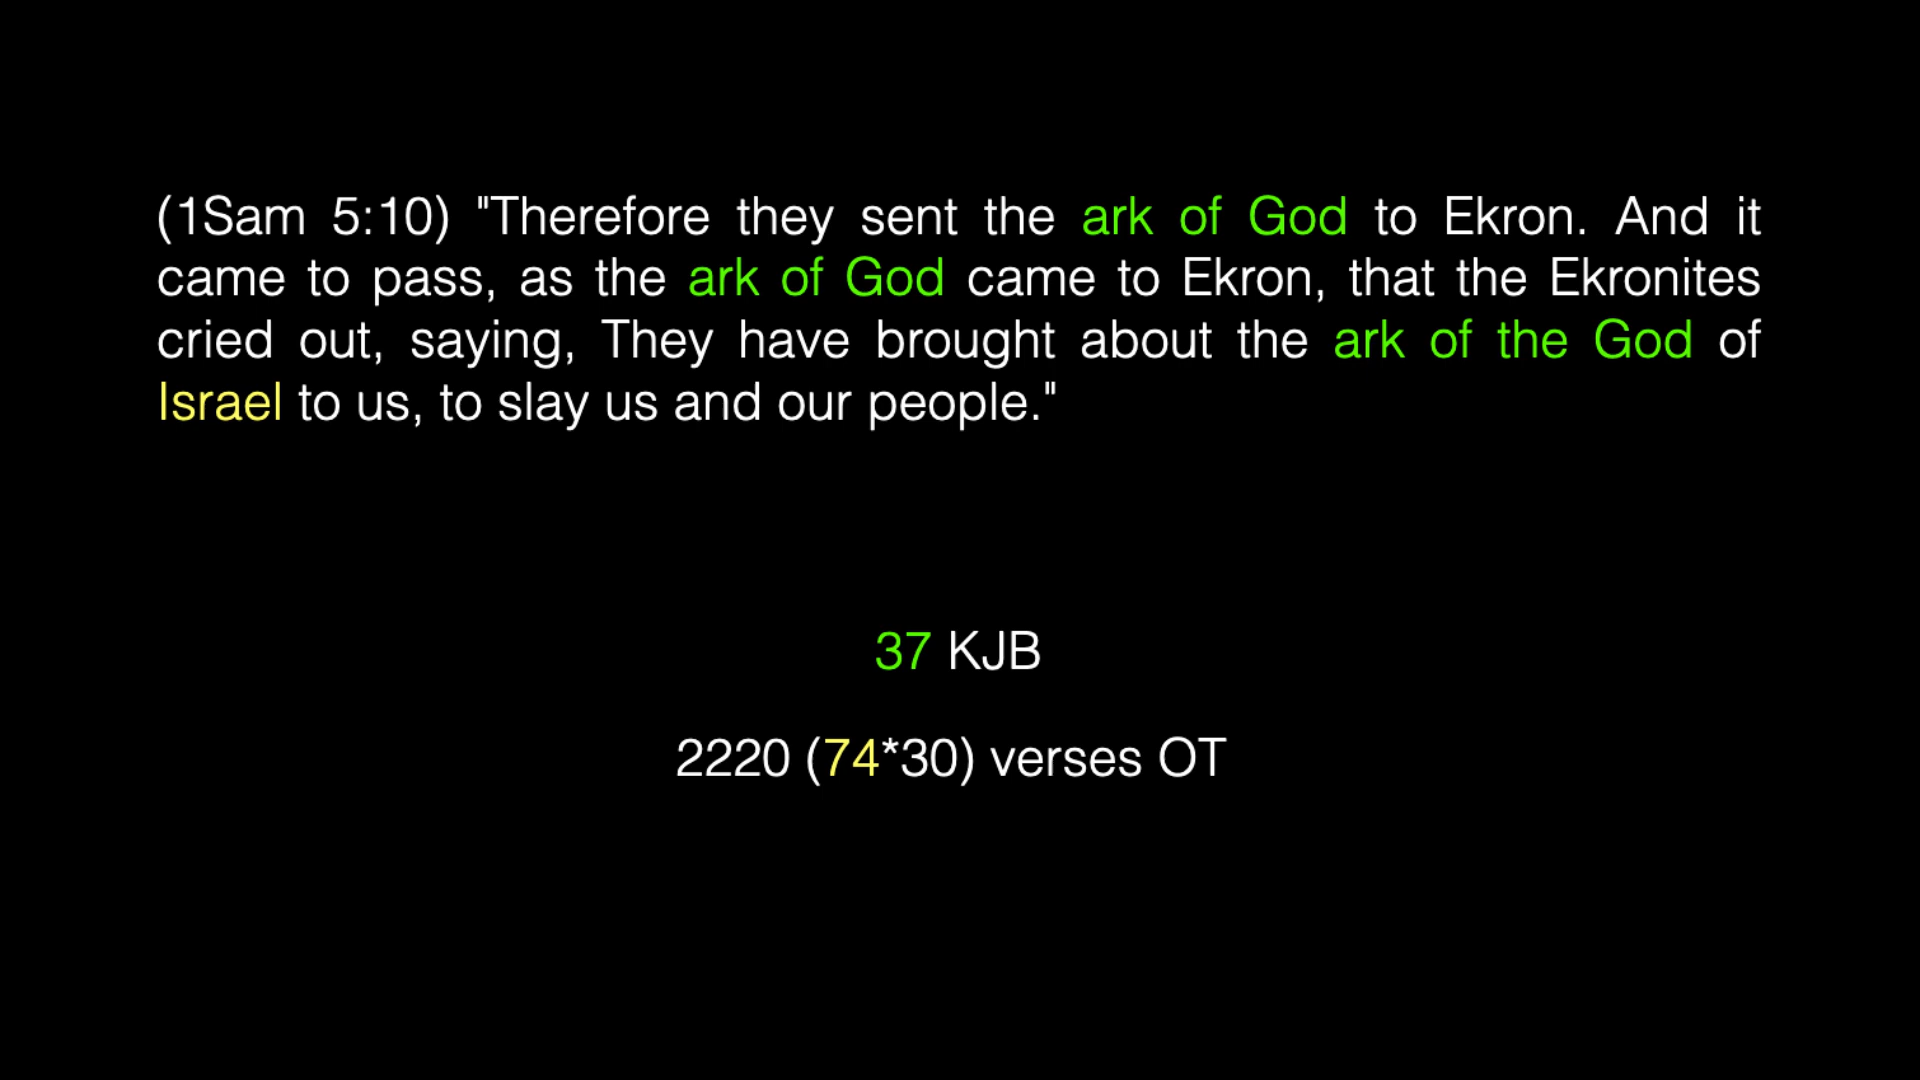 (1Sam 5:10) "Therefore they sent the ark of God to Ekron. And it
came to pass, as the ark of God came to Ekron, that the Ekronites
cried out, saying, They have brought about the ark of the God of
Israel to us, to slay us and our people."
37 KJB
2220 (74*30) verses OT